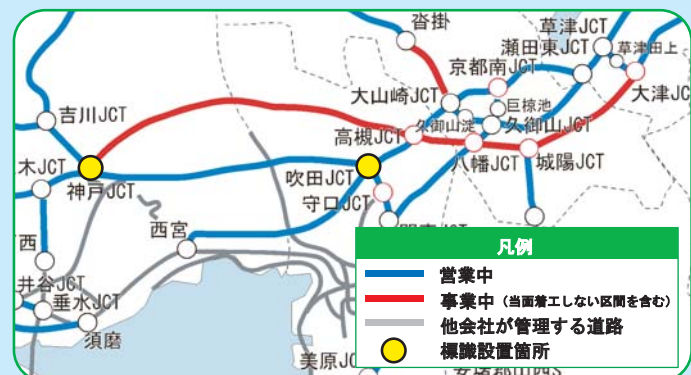 沓掛
草津JCT
瀬田東JCT
草津田上
京都南JCT
大津JCT
大山崎JCT
巨椋池
吉川JCT
久御山淀
久御山JCT
高槻JCT
八幡JCT
城陽JCT
木JCT
神戸JCT
吹田JCT
守口JCT
西宮
西
井谷JCT
垂水JCT
須磨
美原JC
凡例
営業中
事業中（当面着工しない区間を含む）
他会社が管理する道路
標識設置箇所